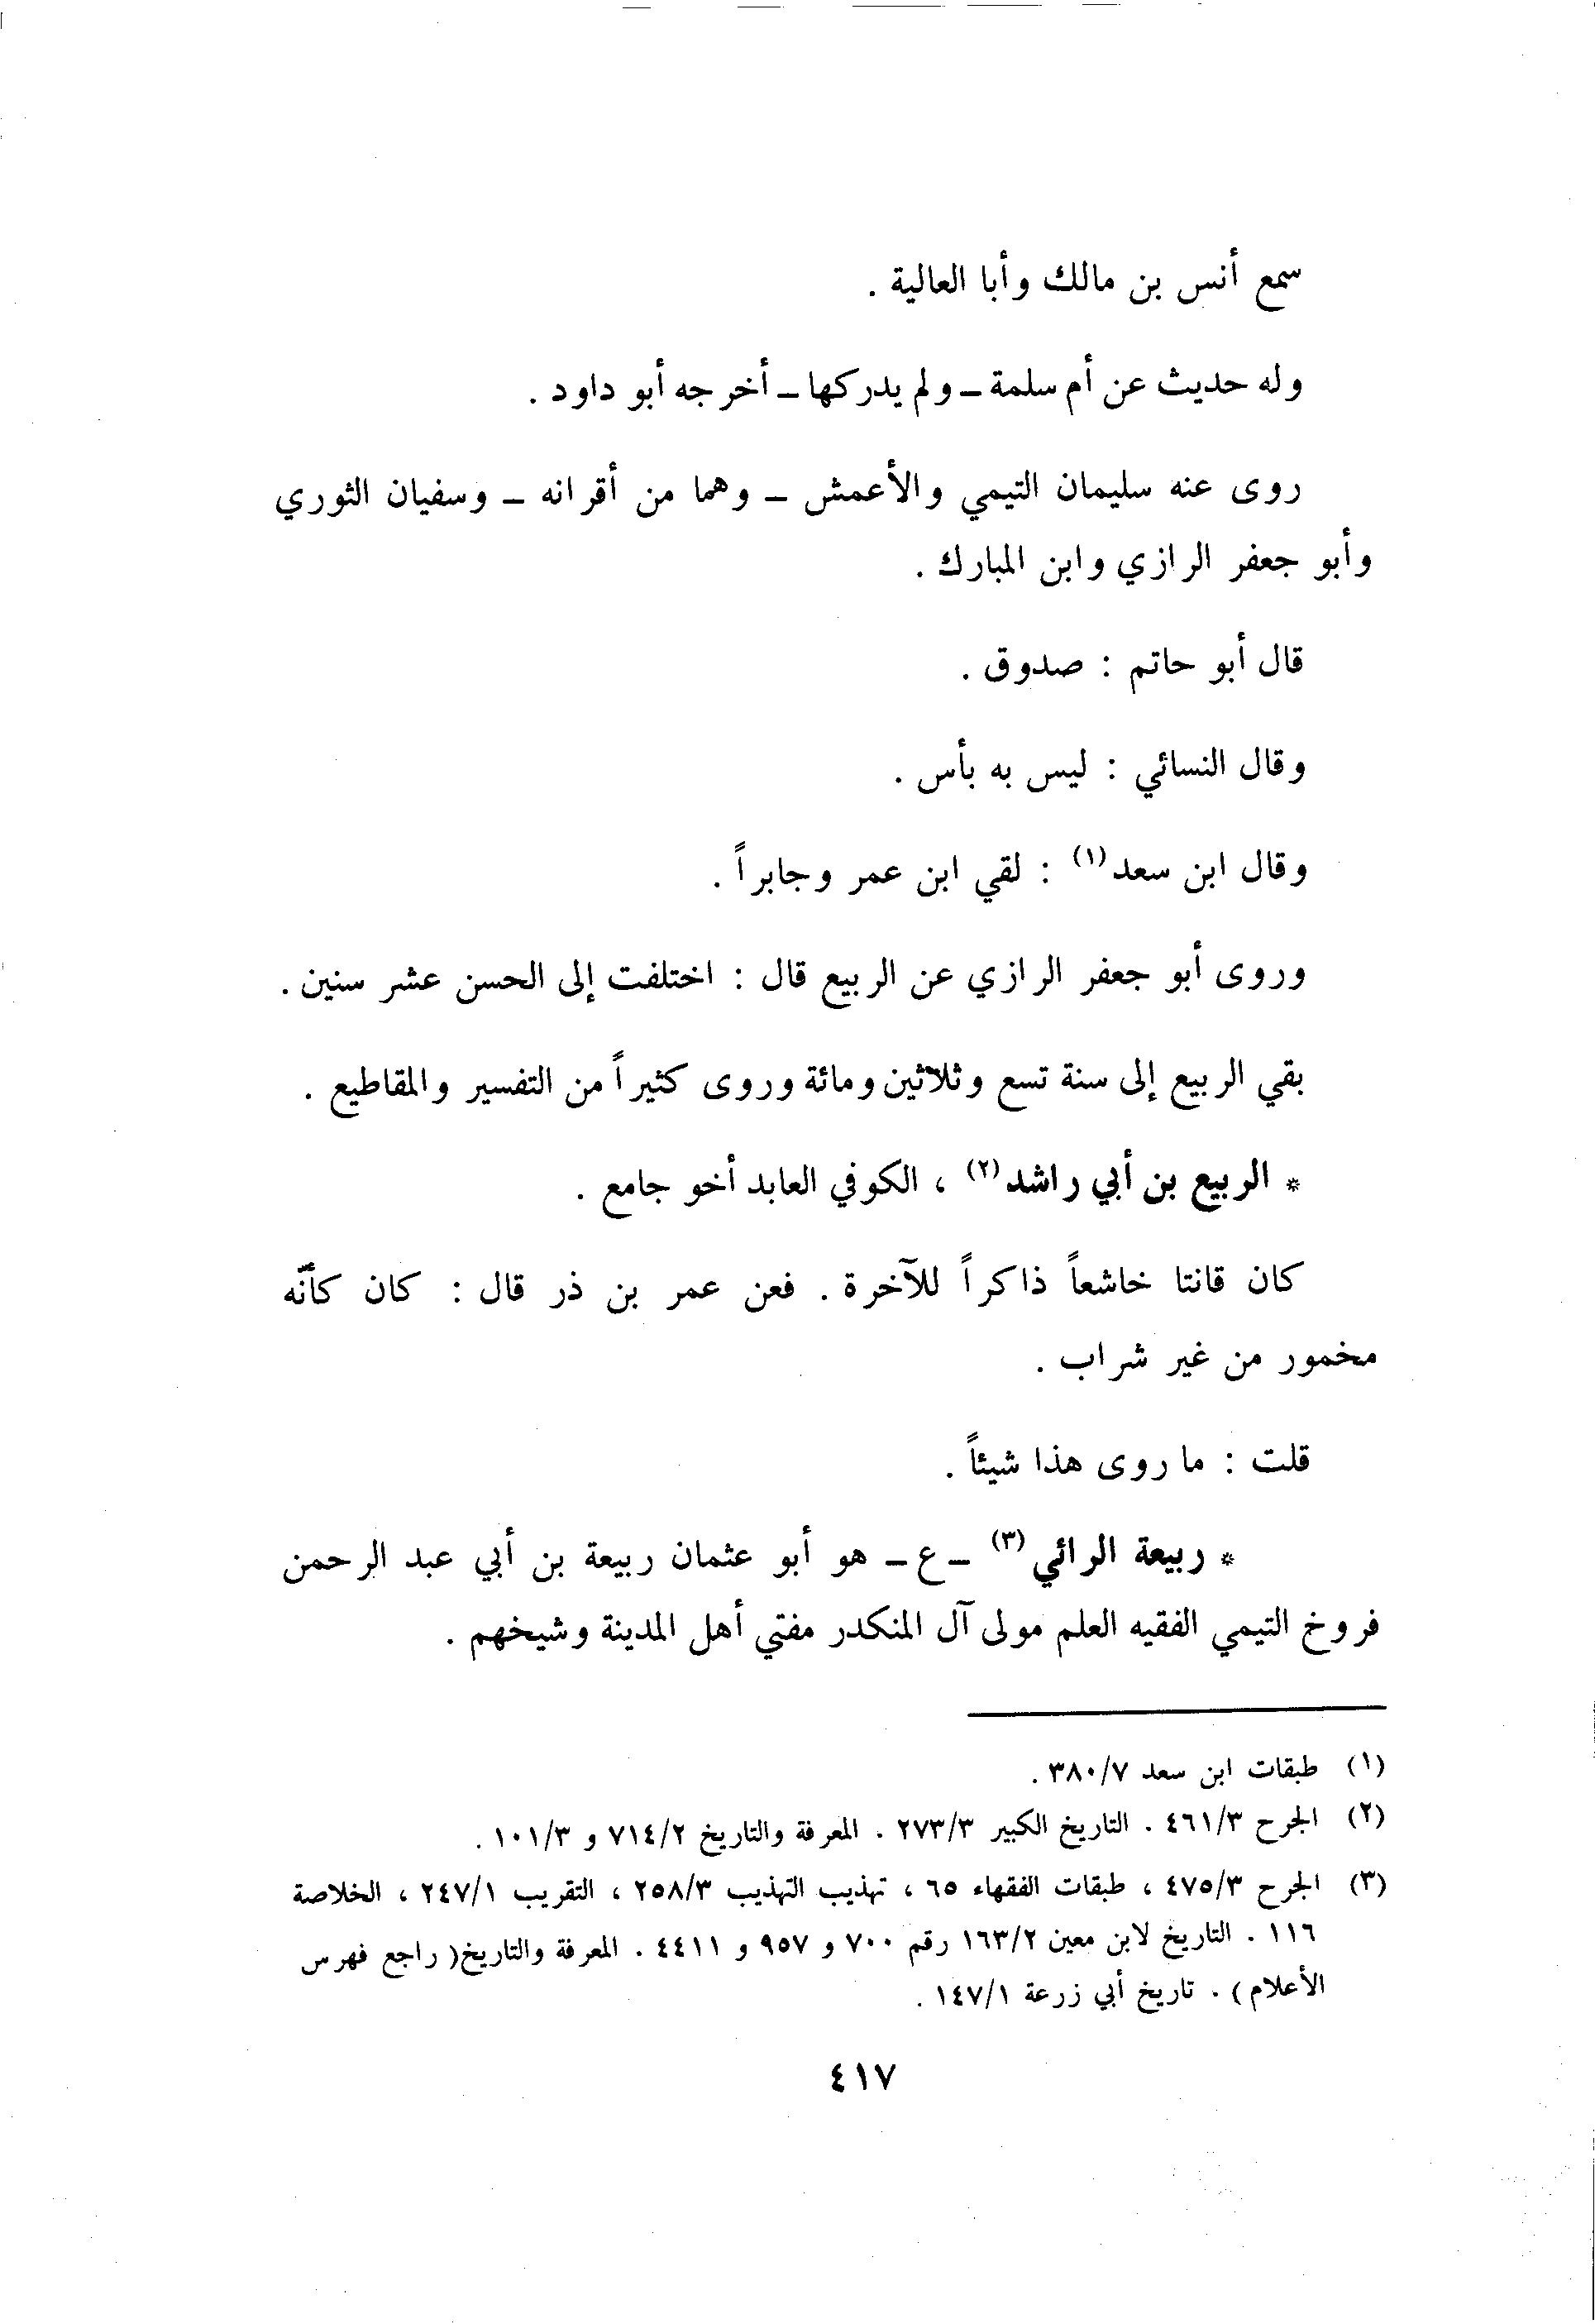 سمع أنس بن مالك وأبا العالية .
وله حديث عن أم سلمة ــ ولم يدركها ــ أخرجه أبو داود .
روى عنه سليمان التيمي والأعمش ــ وهما من أقرانه ــ وسفيان الثوري
وأبو جعفر الرازي وابن المبارك .
قال أبو حاتم : صدوق .
وقال النسائي : ليس به بأس .
وقال ابن سعد(١) : لقي ابن عمر وجابراً .
وروى أبو جعفر الرازي عن الربيع قال : اختلفت إلى الحسن عشر سنين .
بقي الربيع إلى سنة تسع وثلاثين ومائة وروى كثيراً من التفسير والمقاطيع .
* الربيع بن أبي راشد(٢) ، الكوفي العابد أخو جامع .
كان قانتا خاشعاً ذاكراً للآخرة . فعن عمر بن ذر قال : كان كأنّه
مخمور من غير شراب .
قلت : ما روى هذا شيئاً .
* ربيعة الرائي(٣) ــ ع ــ هو أبو عثمان ربيعة بن أبي عبد الرحمن
فروخ التيمي الفقيه العلم مولى آل المنكدر مفتي أهل المدينة وشيخهم .
(١) طبقات ابن سعد ٣٨٠/٧ .
(٢) الجرح ٤٦١/٣ . التاريخ الكبير ٢٧٣/٣ . المعرفة والتاريخ ٧١٤/٢ و ١٠١/٣ .
(٣) الجرح ٤٧٥/٣ ، طبقات الفقهاء ٦٥ ، تهذيب التهذيب ٢٥٨/٣ ، التقريب ٢٤٧/١ ، الخلاصة
١١٦ . التاريخ لابن معين ١٦٣/٢ رقم ٧٠٠ و ٩٥٧ و ٤٤١١ . المعرفة والتاريخ( راجع فهرس
الأعلام) . تاريخ أبي زرعة ١٤٧/١ .
٤١٧